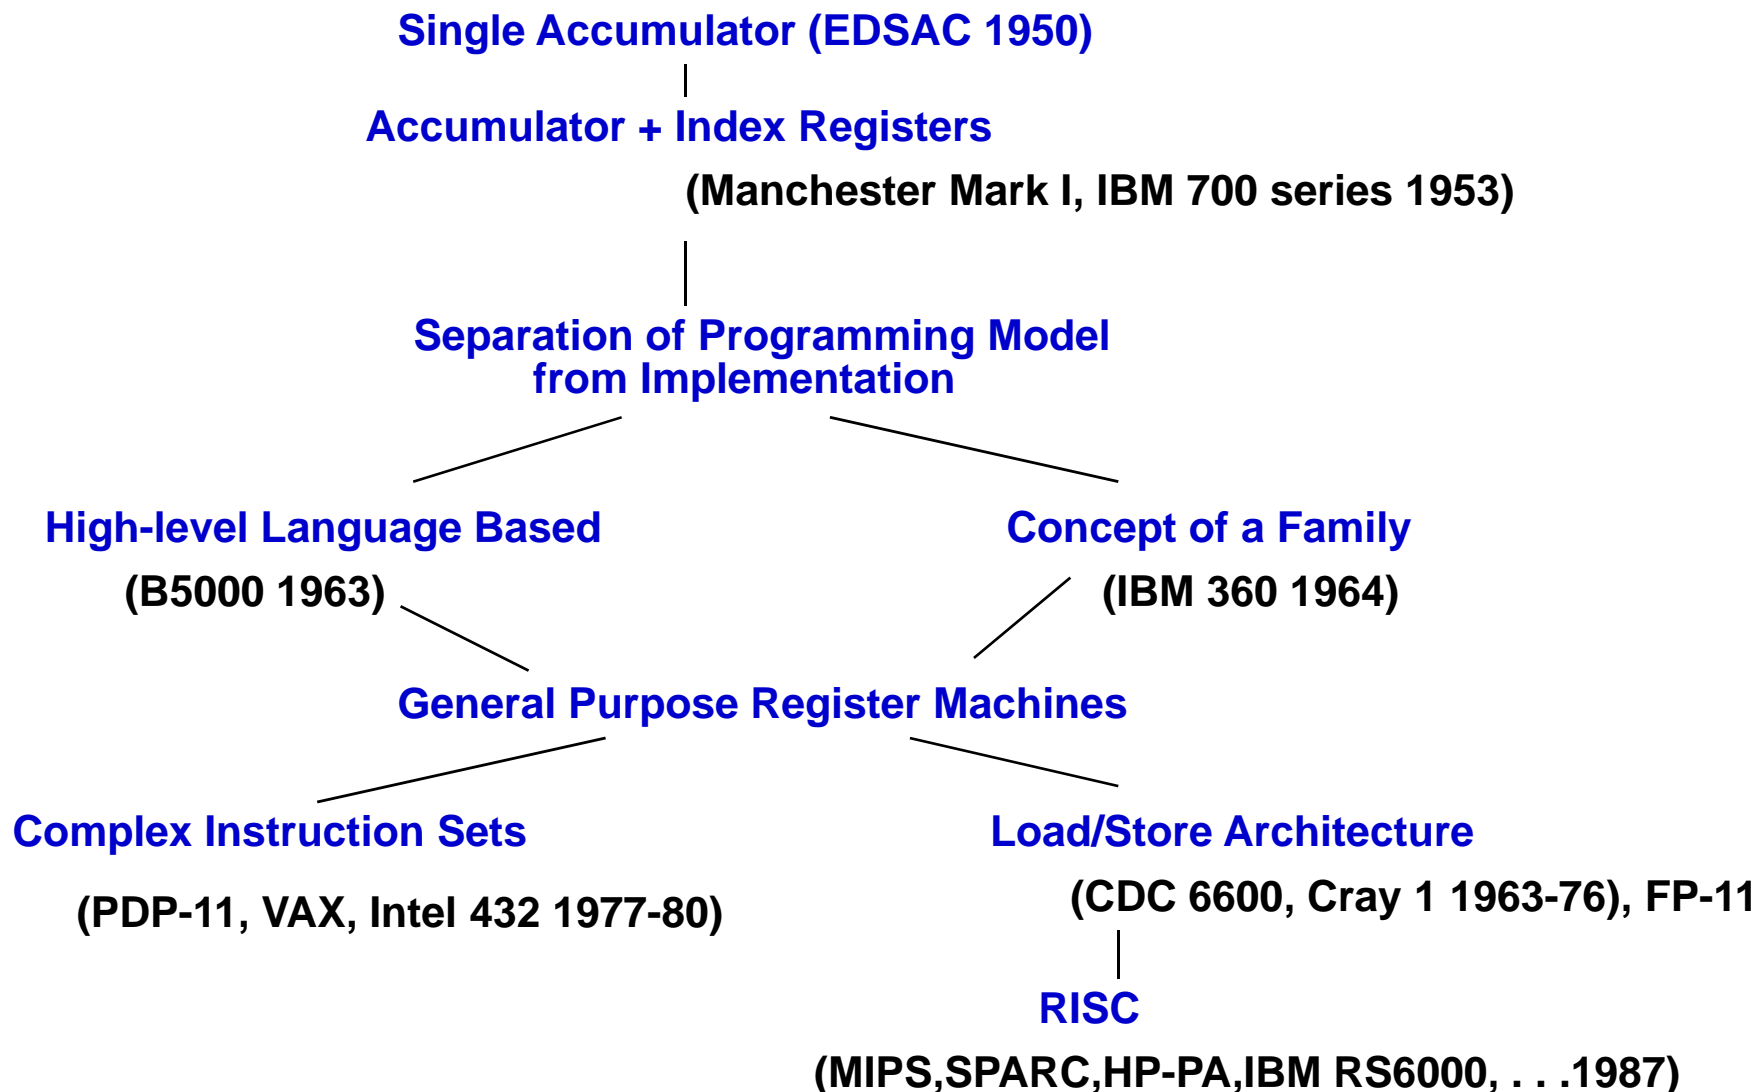 Single Accumulator (EDSAC 1950)
Accumulator + Index Registers
(Manchester Mark I, IBM 700 series 1953)
Separation of Programming Model
from Implementation
High-level Language Based
Concept of a Family
(B5000 1963)
(IBM 360 1964)
General Purpose Register Machines
Complex Instruction Sets
Load/Store Architecture
(PDP-11, VAX, Intel 432 1977-80)
(CDC 6600, Cray 1 1963-76), FP-11
RISC
(MIPS,SPARC,HP-PA,IBM RS6000, . . .1987)